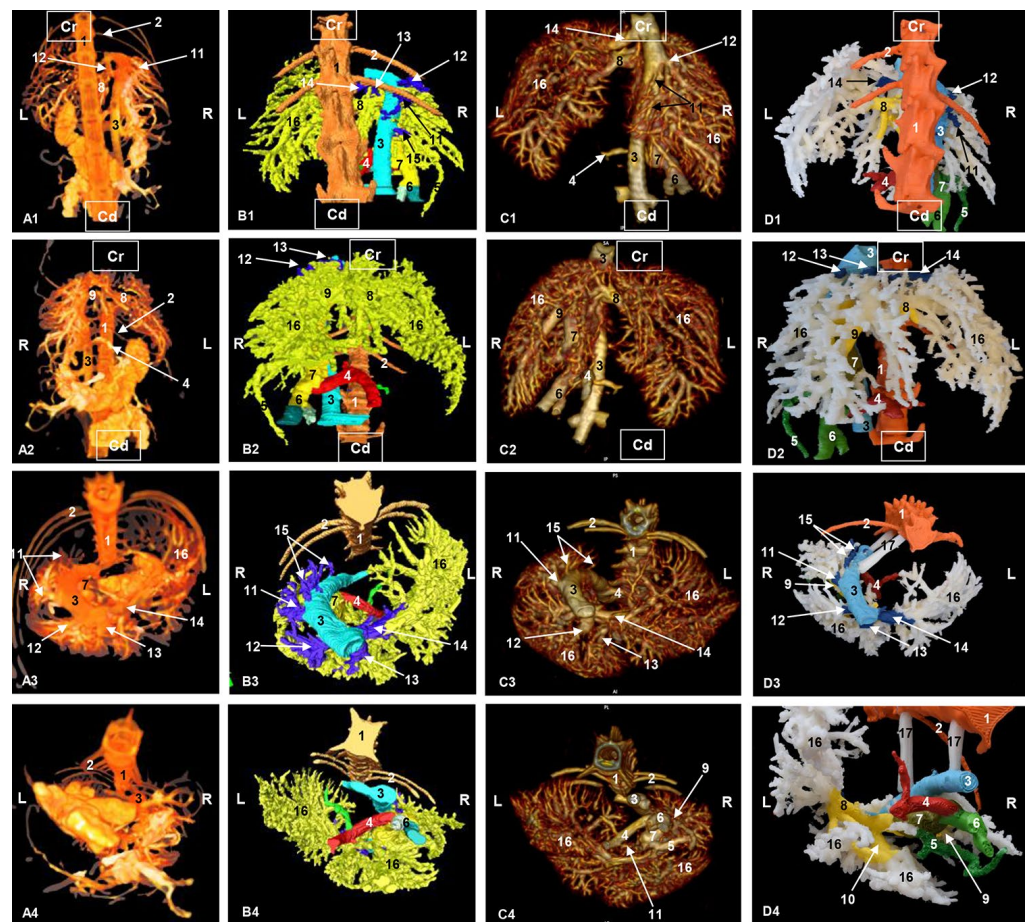 Cr 2 11 12 8 L R 3 Cd A1
Cr 2 13 12 1 14 8 16 L R 11 15 4 3 7 6 5 Cd B1
Cr 14 8 12 16 11 L R 16 3 7 4 6 Cd C1
Cr 2 14 12 8 L R 1 3 11 4 7 5 6 Cd D1
Cr 9 8 2 1 R L 3 4 Cd A2
Cr 13 12 9 8 16 16 R L 2 7 4 5 6 3 1 Cd B2
SA 3 Cr 8 16 9 16 R L 7 3 4 6 Cd C2
3 Cr 13 12 14 8 16 16 R L 9 7 1 4 5 6 3 Cd D2
2 1 16 11 R L 7 3 14 12 13 A3
2 1 15 16 R L 11 7 4 3 12 14 13 B3
2 15 1 11 R L 3 4 12 16 13 14 C3
1 15 2 17 11 R L 9 4 3 16 12 16 13 14 D3
2 1 3 L R A4
1 2 3 L R 16 6 4 16 B4
1 2 9 3 L R 6 4 7 16 5 16 11 C4
1 2 17 17 16 3 L R 8 4 7 6 5 16 16 10 9 D4